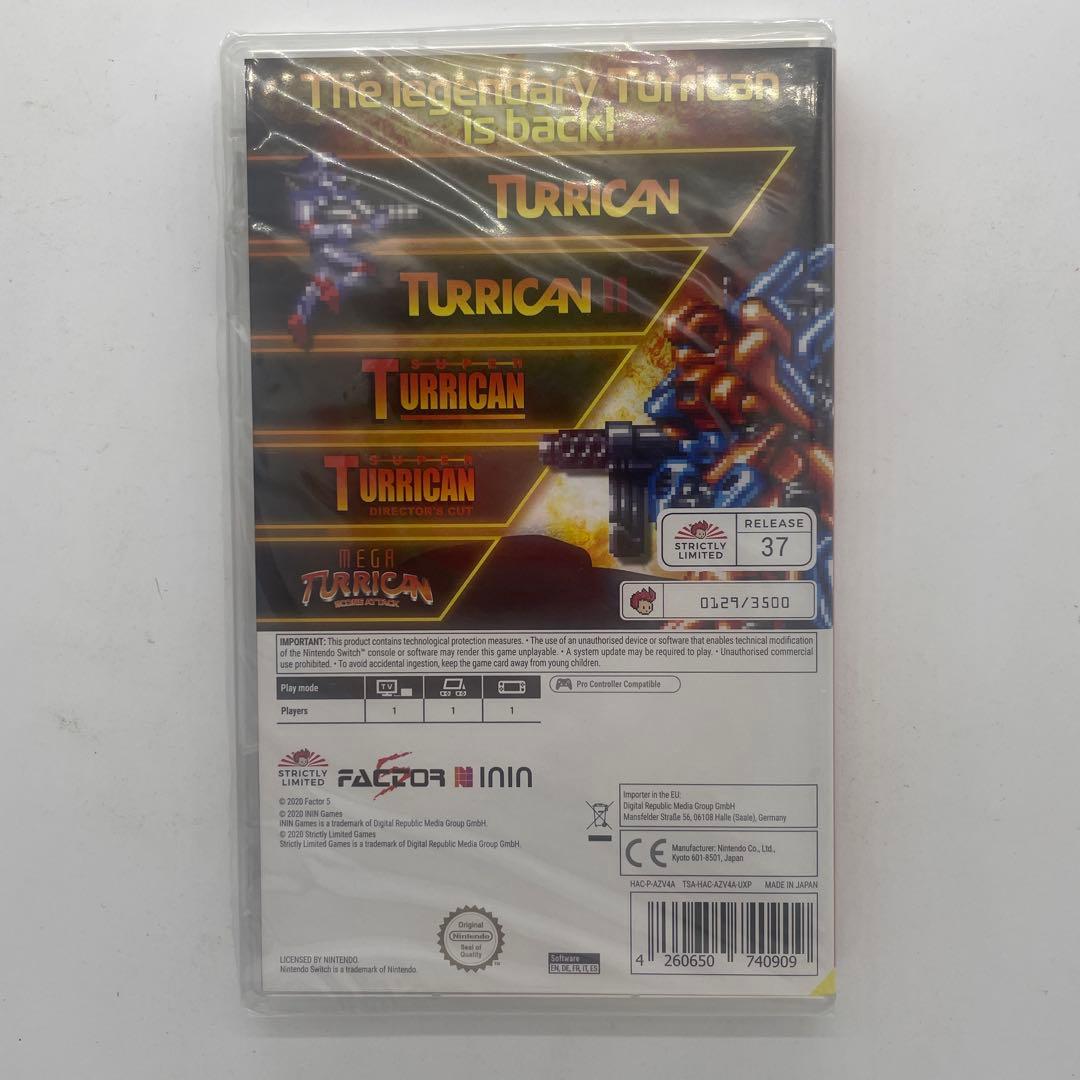 The legendary Turrican
is back!
TURRICAN
TURRICAN II
SUPER
TURRICAN
SUPER
TURRICAN
DIRECTOR'S CUT
MEGA
TURRICAN
SCORE ATTACK
STRICTLY
LIMITED
RELEASE
37
0129/3500
IMPORTANT: This product contains technological protection measures. • The use of an unauthorised device or software that enables technical modification
of the Nintendo Switch™ console or software may render this game unplayable. • A system update may be required to play. • Unauthorised commercial
use prohibited. • To avoid accidental ingestion, keep the game card away from young children.
Play mode
TV
Pro Controller Compatible
Players 1 1 1
STRICTLY
LIMITED
FACTOR 5
ININ
© 2020 Factor 5
© 2020 ININ Games
ININ Games is a trademark of Digital Republic Media Group GmbH.
© 2020 Strictly Limited Games
Strictly Limited Games is a trademark of Digital Republic Media Group GmbH.
Importer in the EU:
Digital Republic Media Group GmbH
Mansfelder Straße 56, 06108 Halle (Saale), Germany
CE
Manufacturer: Nintendo Co., Ltd.,
Kyoto 601-8501, Japan
HAC-P-AZV4A TSA-HAC-AZV4A-UXP MADE IN JAPAN
4 260650 740909
Original
Nintendo
Seal of
Quality
TM
Software
EN, DE, FR, IT, ES
LICENSED BY NINTENDO.
Nintendo Switch is a trademark of Nintendo.